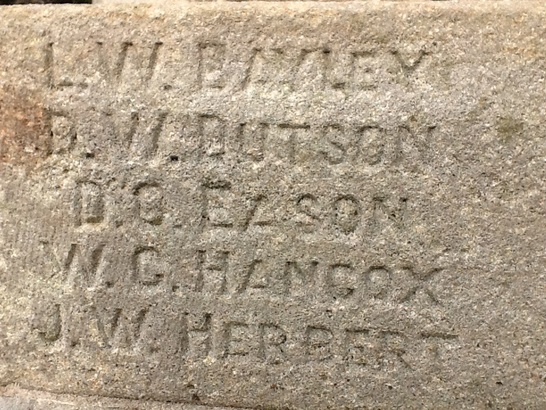 L. W. BAYLEY
D. W. DUTSON
D. G. EASON
W. G. HANCOX
J. W. HERBERT